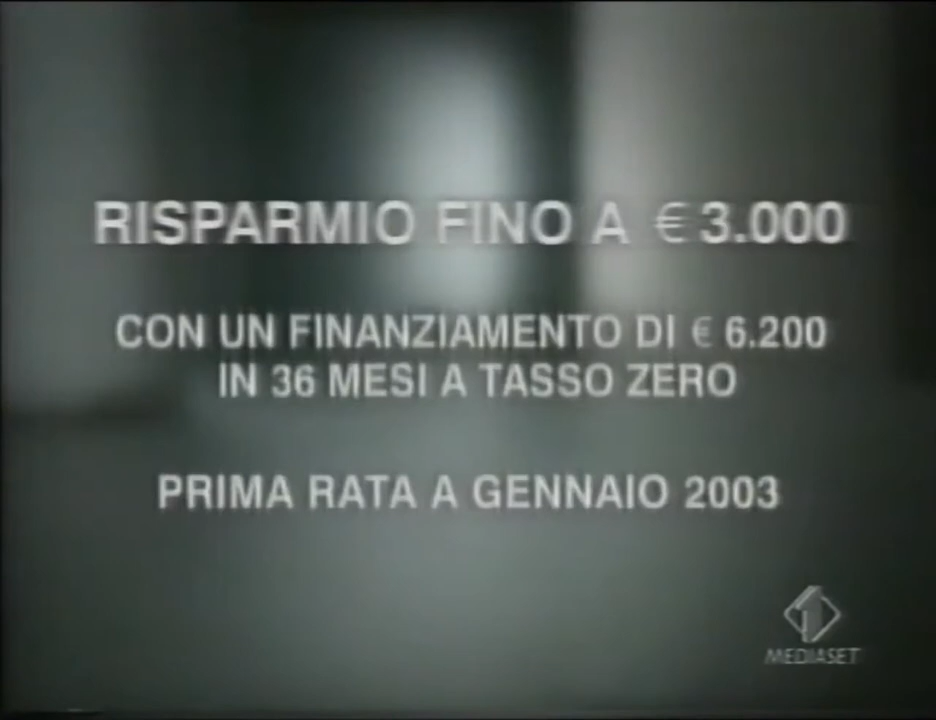 RISPARMIO FINO A € 3.000
CON UN FINANZIAMENTO DI € 6.200
IN 36 MESI A TASSO ZERO
PRIMA RATA A GENNAIO 2003
1
MEDIASET